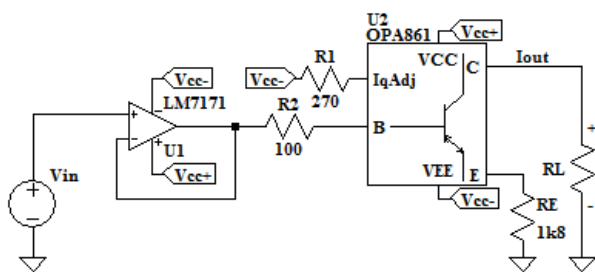 U2
OPA861
Vcc+
R1
VCC
C
Iout
Vcc-
LM7171
Vcc-
270
IqAdj
R2
+
-
B
+
Vin
-
+
U1
100
RL
+
-
Vcc+
VEE
E
-
Vcc-
RE
1k8